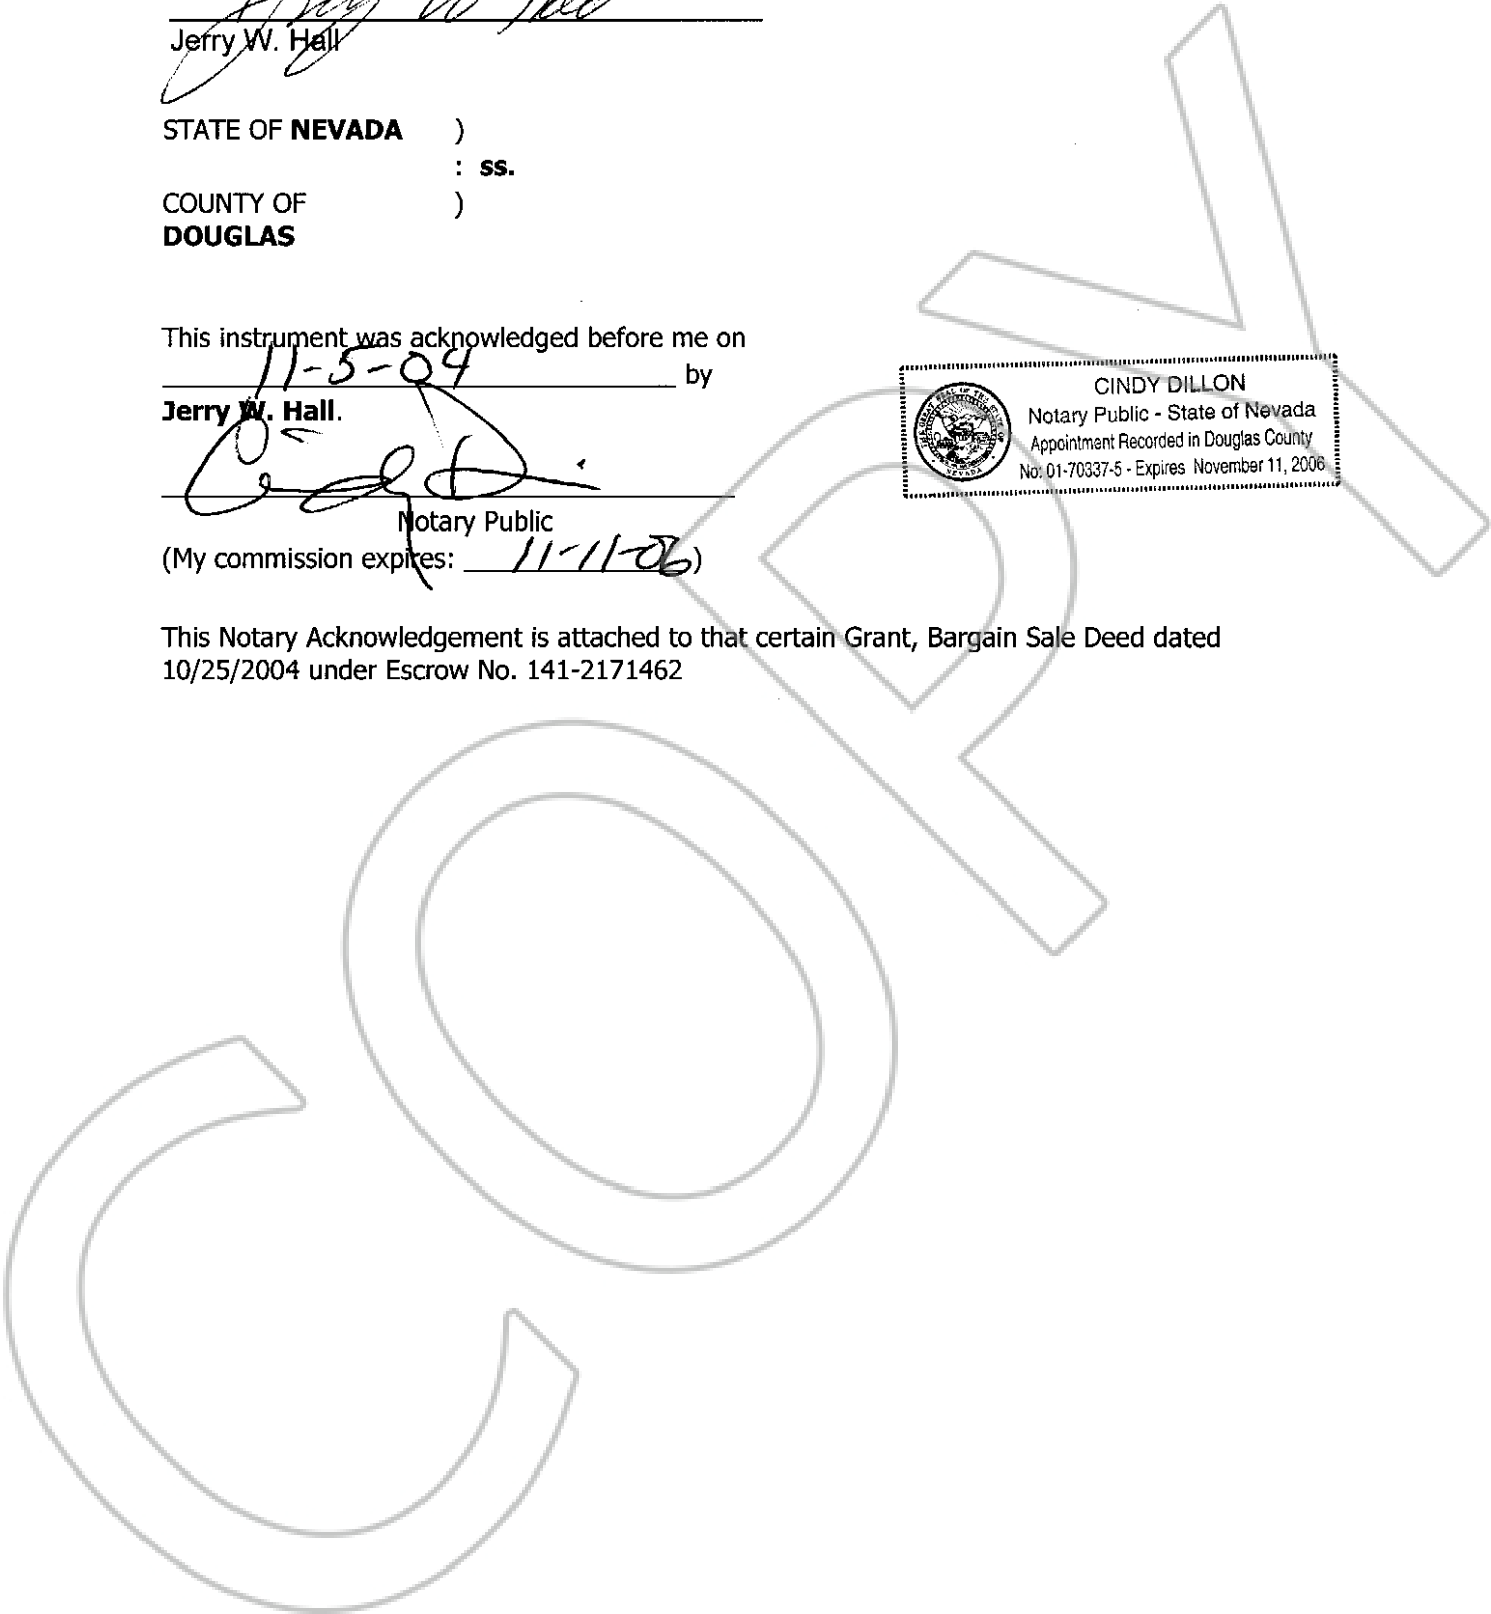 Jerry W. Hall
STATE OF NEVADA )
: ss.
COUNTY OF )
DOUGLAS
This instrument was acknowledged before me on
11-5-04 by
Jerry W. Hall.
Notary Public
(My commission expires: 11-11-06)
CINDY DILLON
Notary Public - State of Nevada
Appointment Recorded in Douglas County
No: 01-70337-5 - Expires November 11, 2006
This Notary Acknowledgement is attached to that certain Grant, Bargain Sale Deed dated
10/25/2004 under Escrow No. 141-2171462
COPY